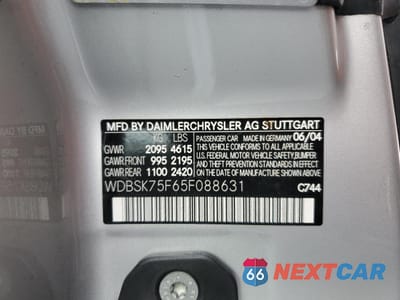 MFD BY DAIMLERCHRYSLER AG STUTTGART
KG LBS
PASSENGER CAR MADE IN GERMANY 06/04
GVWR 2095 4615
GAWR.FRONT 995 2195
GAWR.REAR 1100 2420
THIS VEHICLE CONFORMS TO ALL APPLICABLE
U.S. FEDERAL MOTOR VEHICLE SAFETY, BUMPER,
AND THEFT PREVENTION STANDARDS IN EFFECT
ON THE DATE OF MANUFACTURE SHOWN ABOVE
WDBSK75F65F088631
C744
66 NEXTCAR